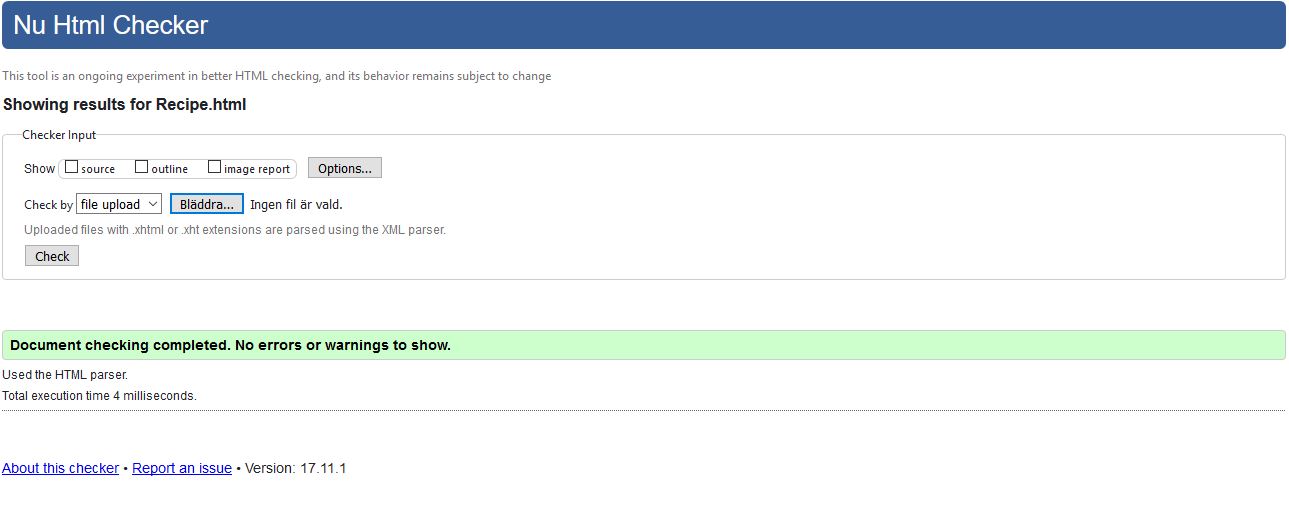 Nu Html Checker
This tool is an ongoing experiment in better HTML checking, and its behavior remains subject to change
Showing results for Recipe.html
Checker Input
Show source outline image report Options...
Check by file upload Bläddra... Ingen fil är vald.
Uploaded files with .xhtml or .xht extensions are parsed using the XML parser.
Check
Document checking completed. No errors or warnings to show.
Used the HTML parser.
Total execution time 4 milliseconds.
About this checker • Report an issue • Version: 17.11.1